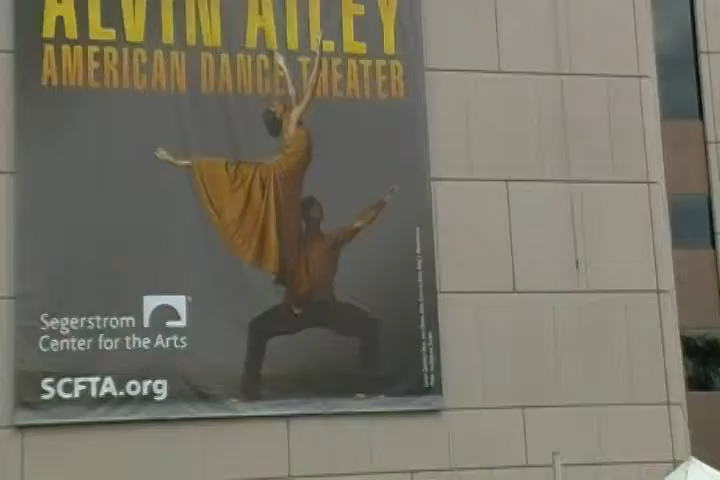 ALVIN AILEY
AMERICAN DANCE THEATER
Segerstrom
Center for the Arts
SCFTA.org